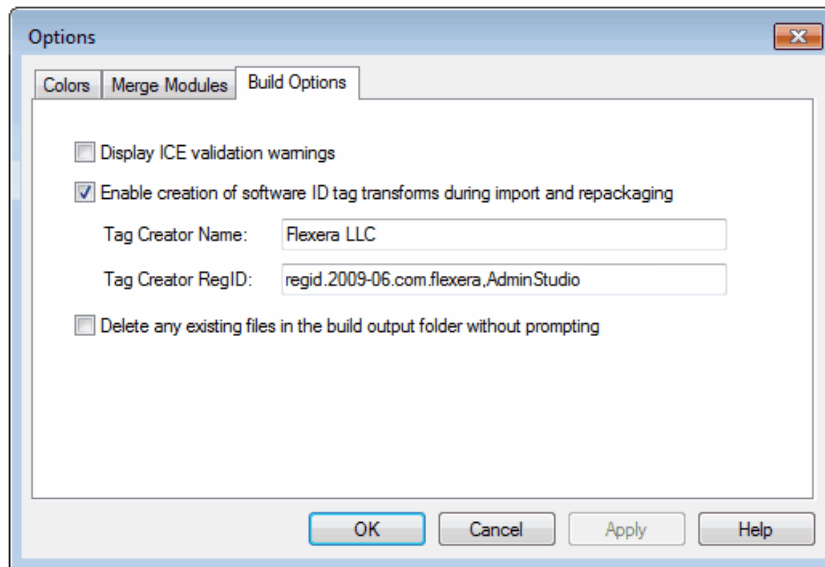 Options
Colors Merge Modules Build Options
Display ICE validation warnings
Enable creation of software ID tag transforms during import and repackaging
Tag Creator Name: Flexera LLC
Tag Creator RegID: regid.2009-06.com.flexera,AdminStudio
Delete any existing files in the build output folder without prompting
OK Cancel Apply Help